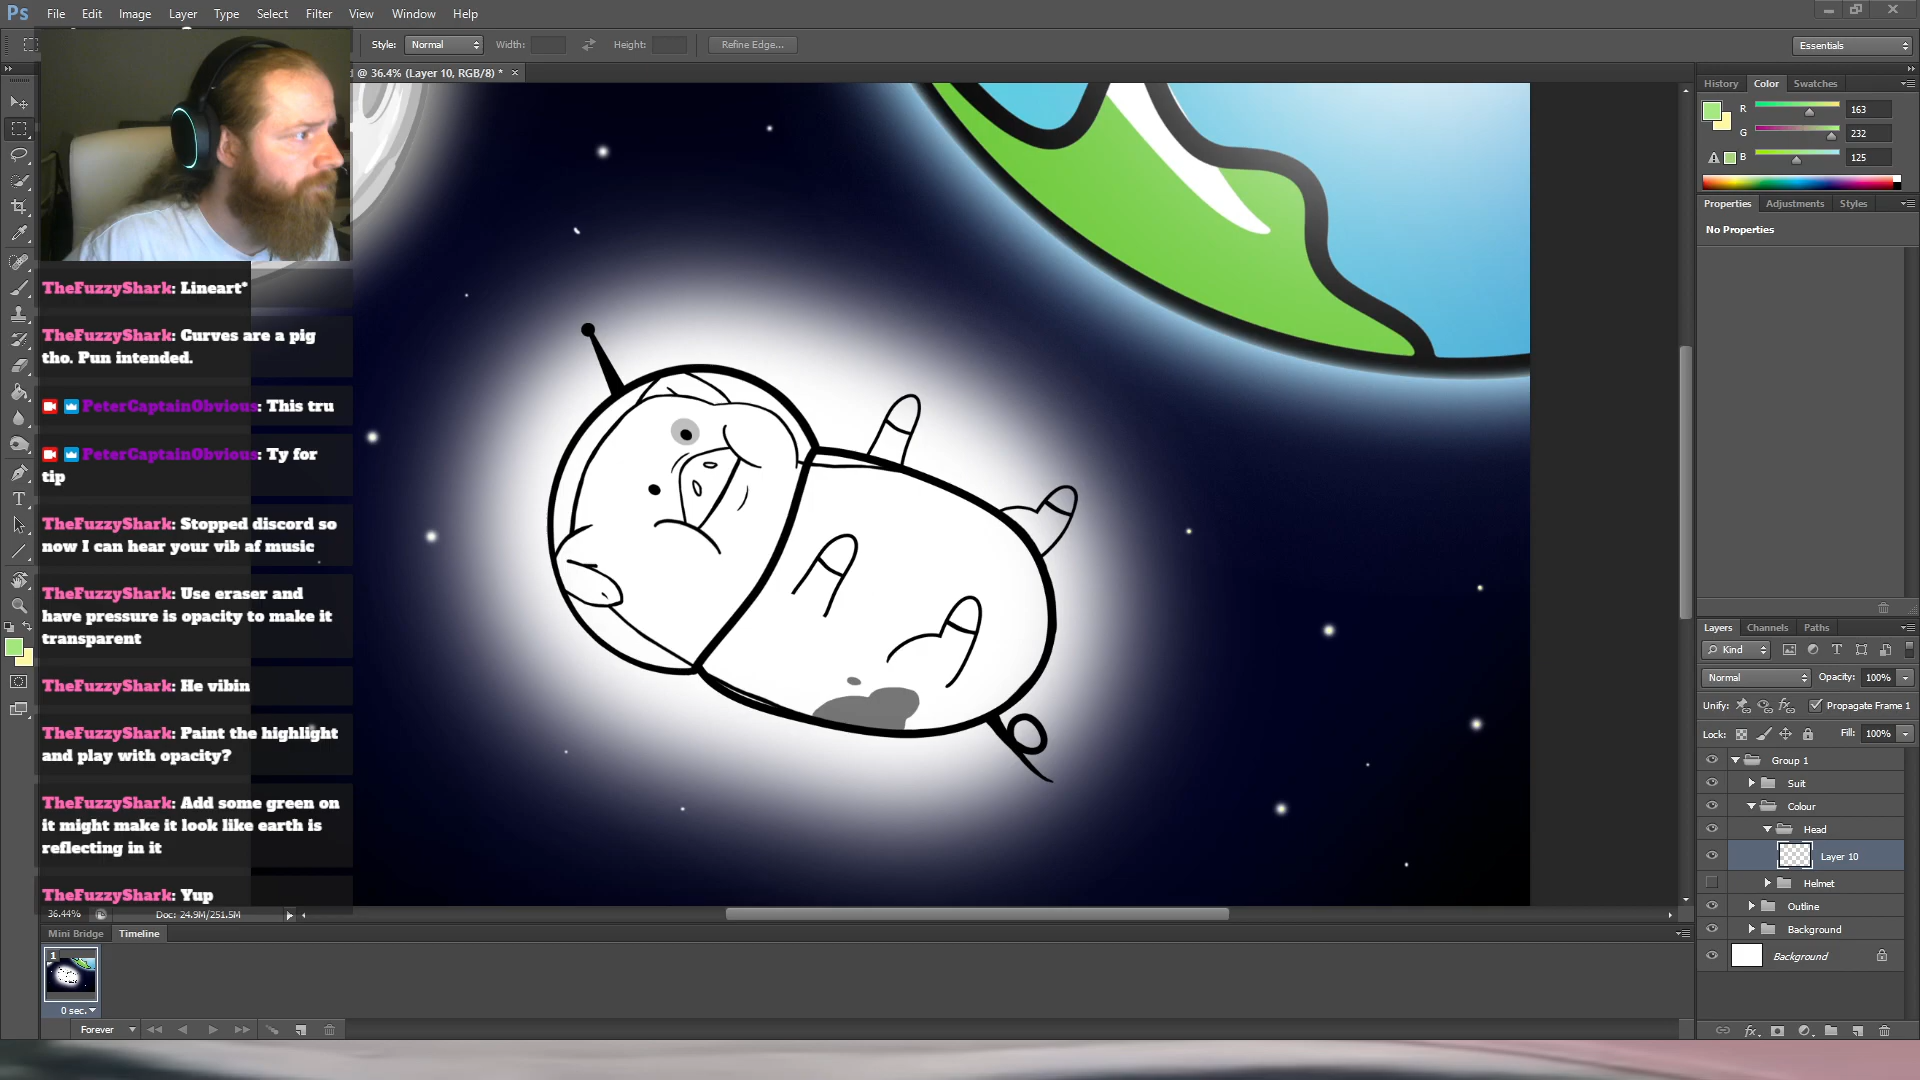 Ps File Edit Image Layer Type Select Filter View Window Help
Style: Normal Width: Height: Refine Edge... Essentials
@ 36.4% (Layer 10, RGB/8) * ×
TheFuzzyShark: Lineart*
TheFuzzyShark: Curves are a pig
tho. Pun intended.
PeterCaptainObvious: This tru
PeterCaptainObvious: Ty for
tip
TheFuzzyShark: Stopped discord so
now I can hear your vib af music
TheFuzzyShark: Use eraser and
have pressure is opacity to make it
transparent
TheFuzzyShark: He vibin
TheFuzzyShark: Paint the highlight
and play with opacity?
TheFuzzyShark: Add some green on
it might make it look like earth is
reflecting in it
TheFuzzyShark: Yup
36.44% Doc: 24.9M/251.5M
Mini Bridge Timeline
1
0 sec.
Forever
History Color Swatches
R 163
G 232
B 125
Properties Adjustments Styles
No Properties
Layers Channels Paths
Kind
Normal Opacity: 100%
Unify: Propagate Frame 1
Lock: Fill: 100%
Group 1
Suit
Colour
Head
Layer 10
Helmet
Outline
Background
Background